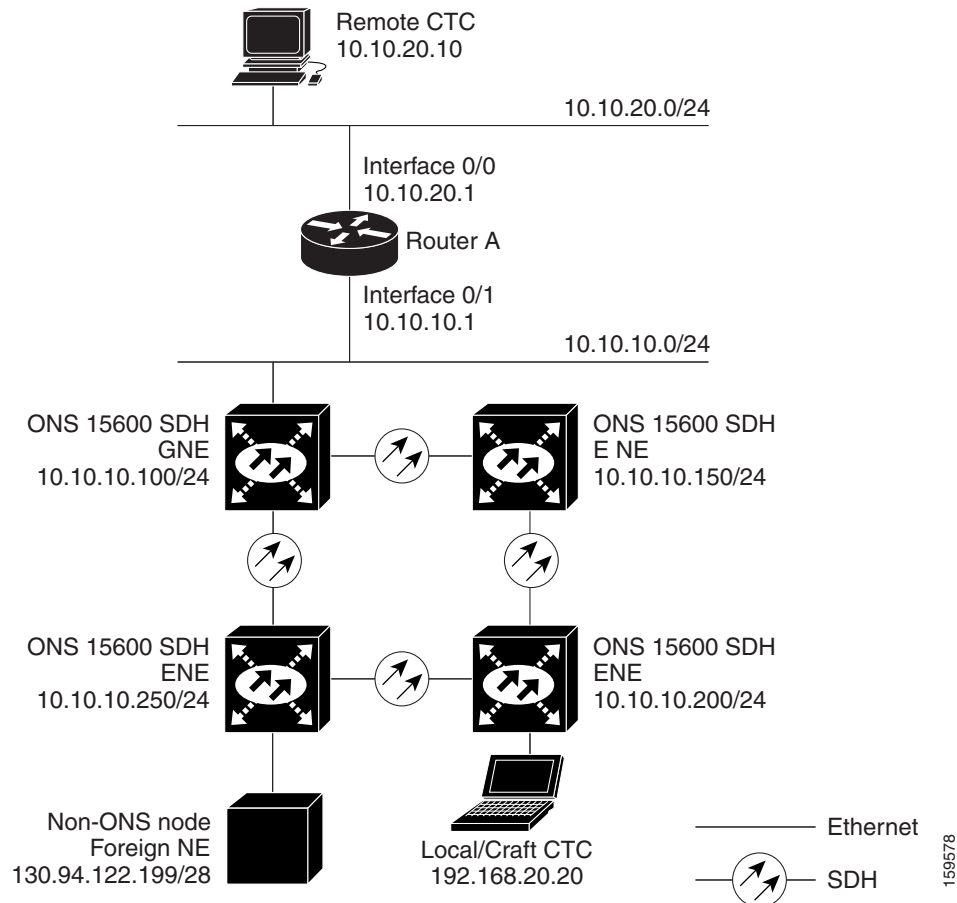 Remote CTC
10.10.20.10
10.10.20.0/24
Interface 0/0
10.10.20.1
Router A
Interface 0/1
10.10.10.1
10.10.10.0/24
ONS 15600 SDH
GNE
10.10.10.100/24
ONS 15600 SDH
E NE
10.10.10.150/24
ONS 15600 SDH
ENE
10.10.10.250/24
ONS 15600 SDH
ENE
10.10.10.200/24
Non-ONS node
Foreign NE
130.94.122.199/28
Local/Craft CTC
192.168.20.20
Ethernet
SDH
159578